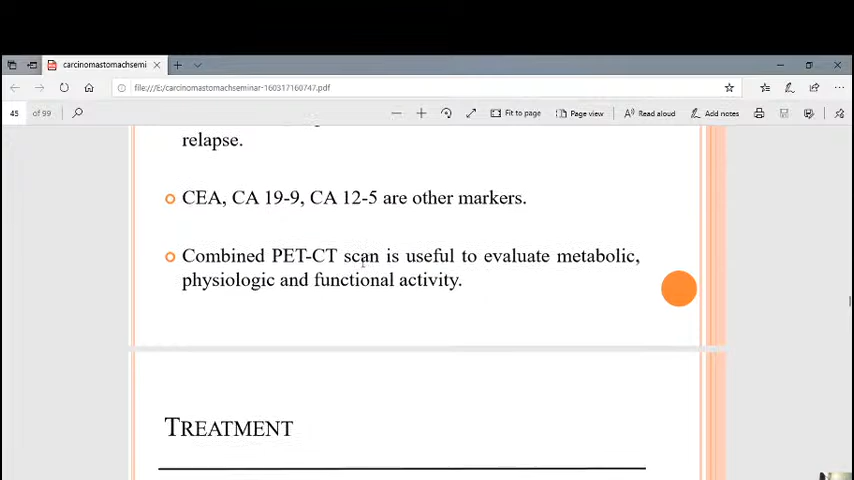 carcinomastomachsemi
file:///E:/carcinomastomachseminar-160317160747.pdf
45 of 99 Fit to page Page view Read aloud Add notes
relapse.
CEA, CA 19-9, CA 12-5 are other markers.
Combined PET-CT scan is useful to evaluate metabolic,
physiologic and functional activity.
TREATMENT